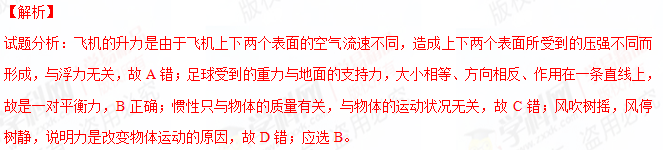 【解析】
试题分析：飞机的升力是由于飞机上下两个表面的空气流速不同，造成上下两个表面所受到的压强不同而
形成，与浮力无关，故 A 错；足球受到的重力与地面的支持力，大小相等、方向相反、作用在一条直线上，
故是一对平衡力，B 正确；惯性只与物体的质量有关，与物体的运动状况无关，故 C 错；风吹树摇，风停
树静，说明力是改变物体运动的原因，故 D 错；应选 B。